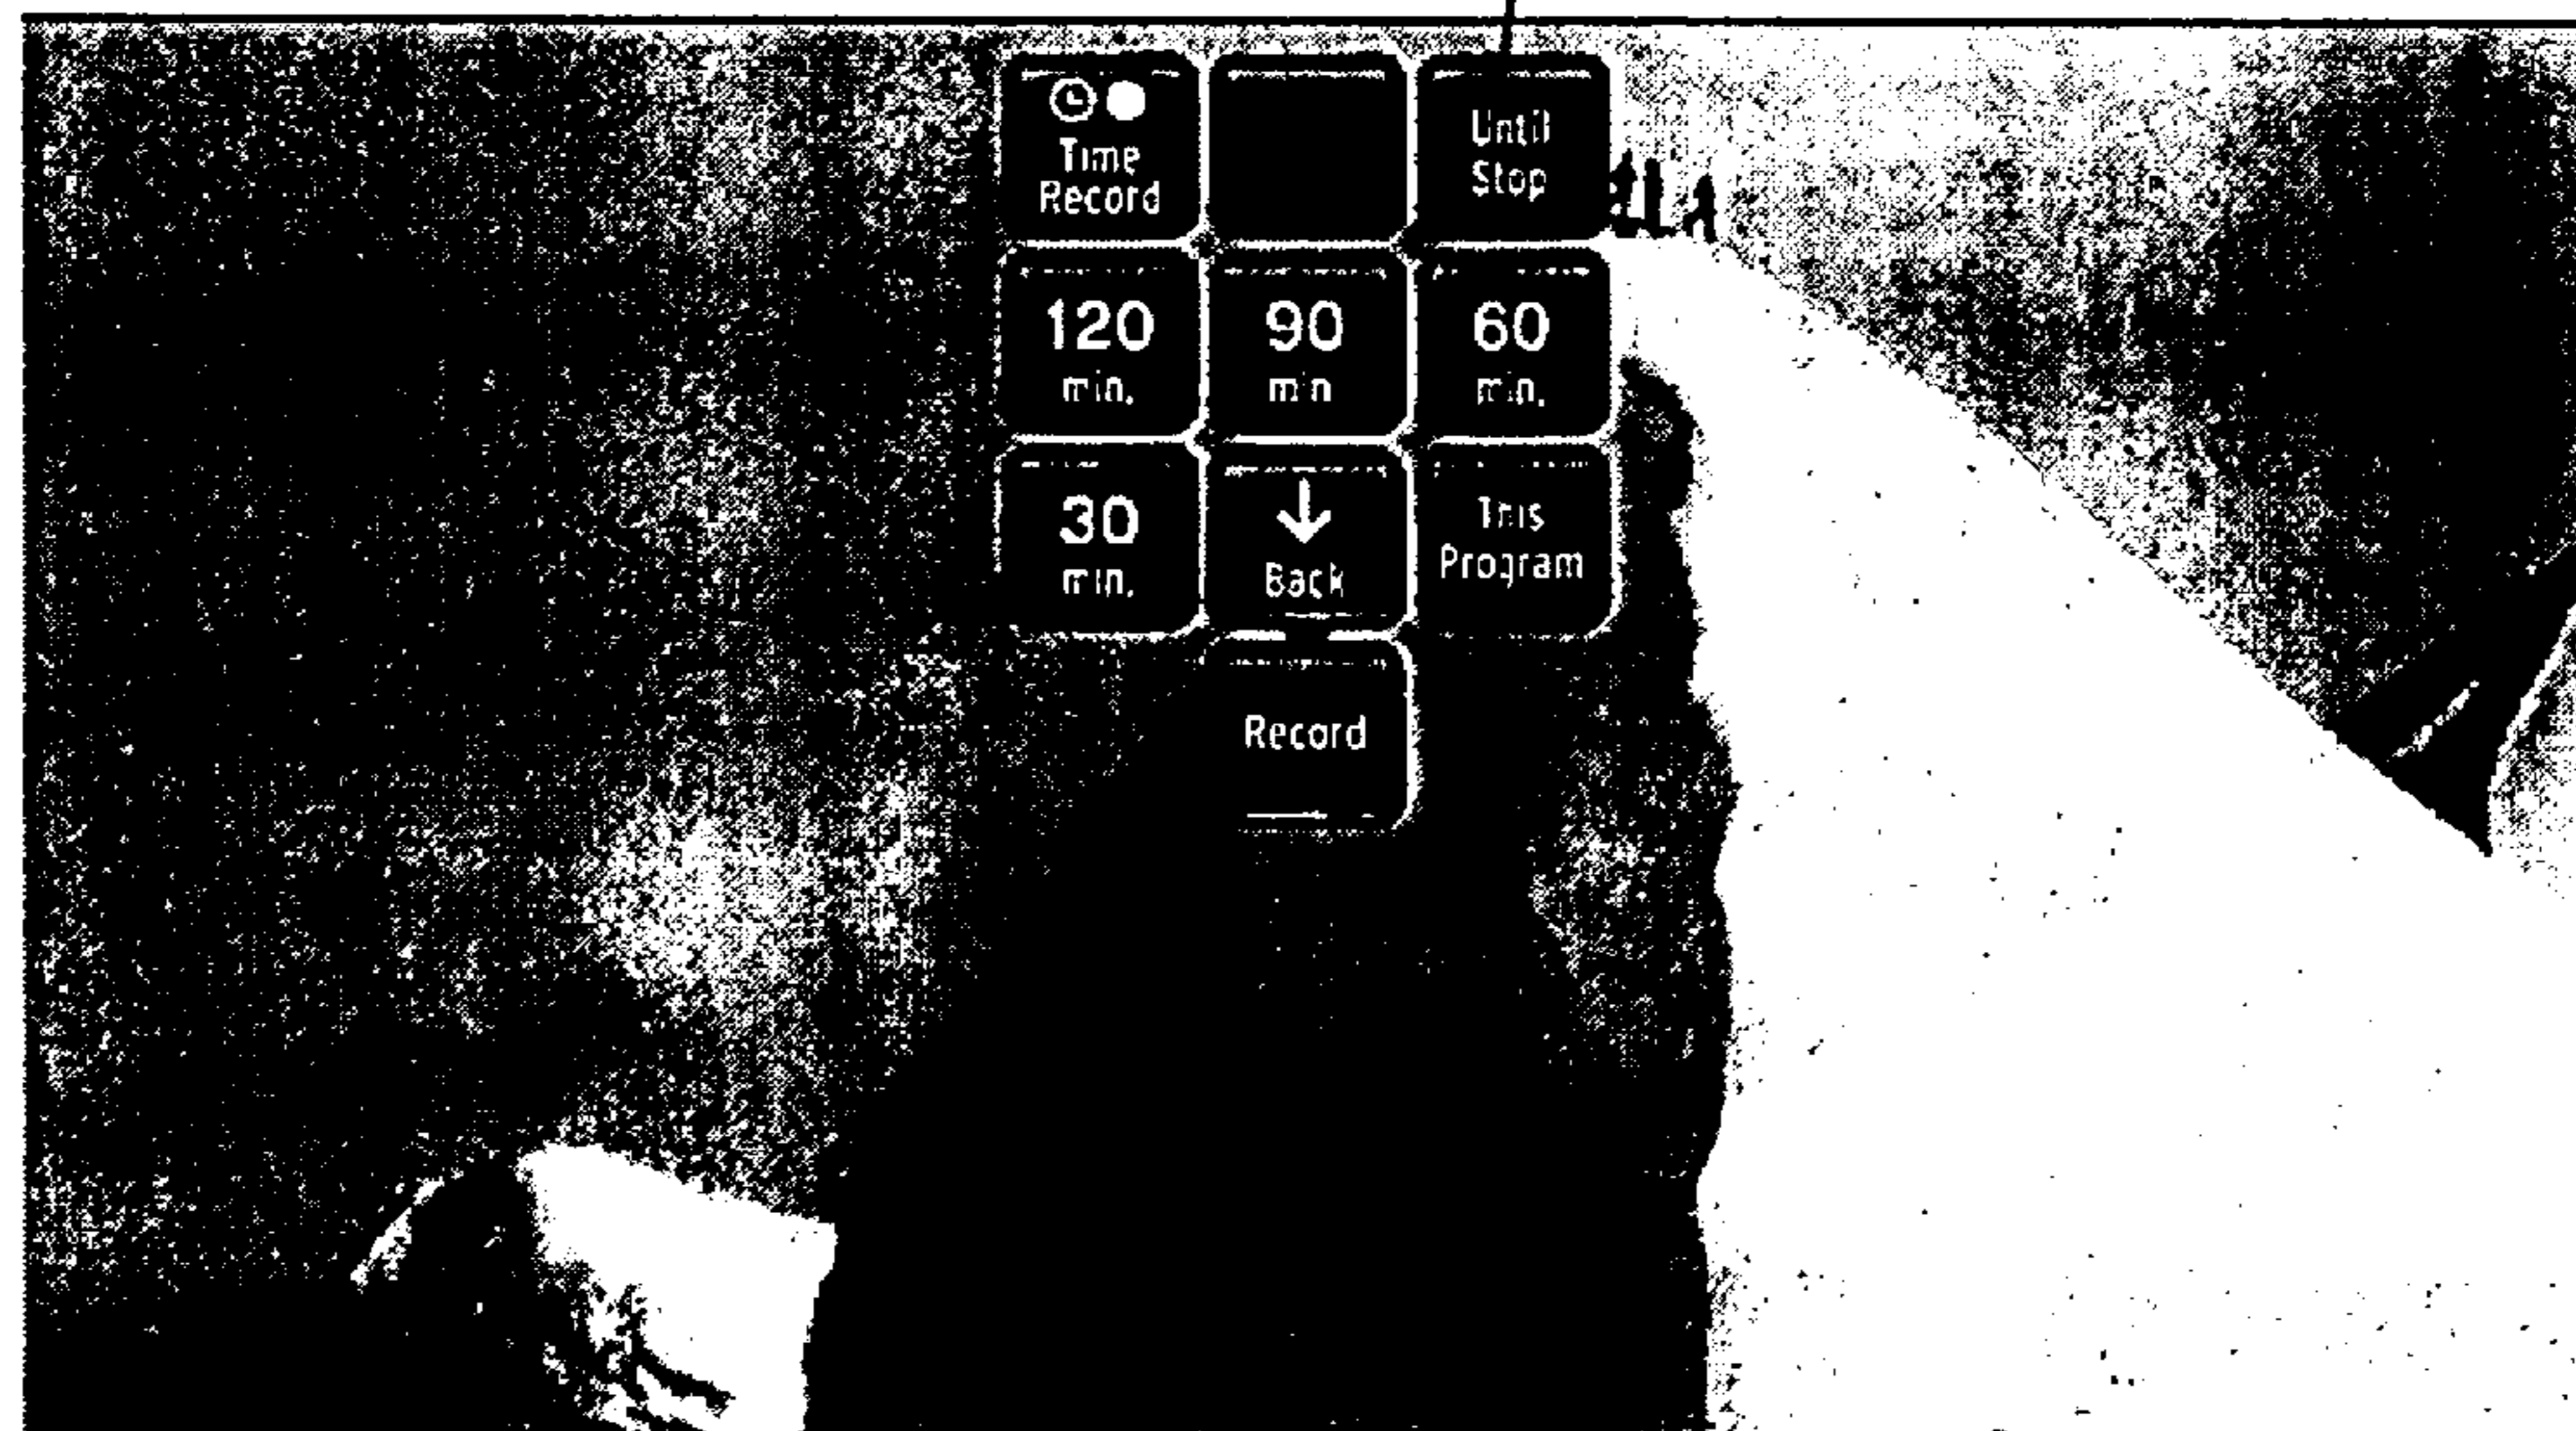 Time
Record
Until
Stop
120
min.
90
min
60
min.
30
min.
Back
This
Program
Record